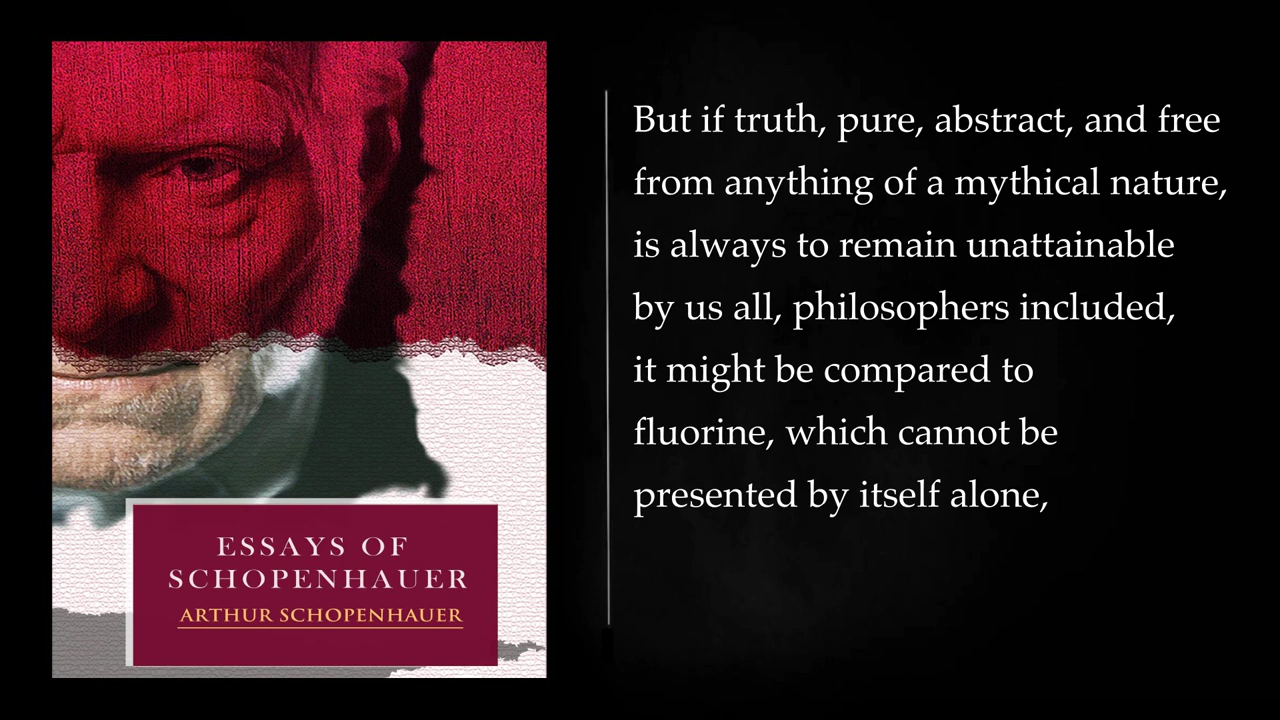 ESSAYS OF
SCHOPENHAUER
ARTHUR SCHOPENHAUER
But if truth, pure, abstract, and free
from anything of a mythical nature,
is always to remain unattainable
by us all, philosophers included,
it might be compared to
fluorine, which cannot be
presented by itself alone,